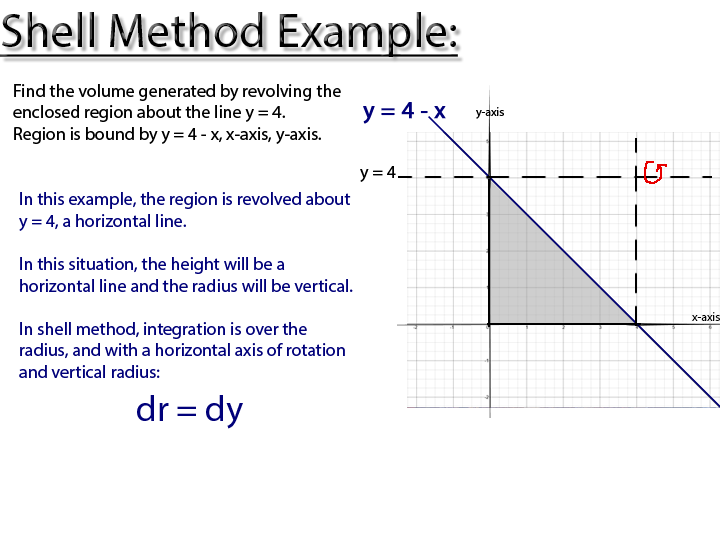 Shell Method Example:
Find the volume generated by revolving the
enclosed region about the line y = 4.
Region is bound by y = 4 - x, x-axis, y-axis.
y = 4 - x
y-axis
y = 4
In this example, the region is revolved about
y = 4, a horizontal line.
In this situation, the height will be a
horizontal line and the radius will be vertical.
x-axis
In shell method, integration is over the
radius, and with a horizontal axis of rotation
and vertical radius:
dr = dy